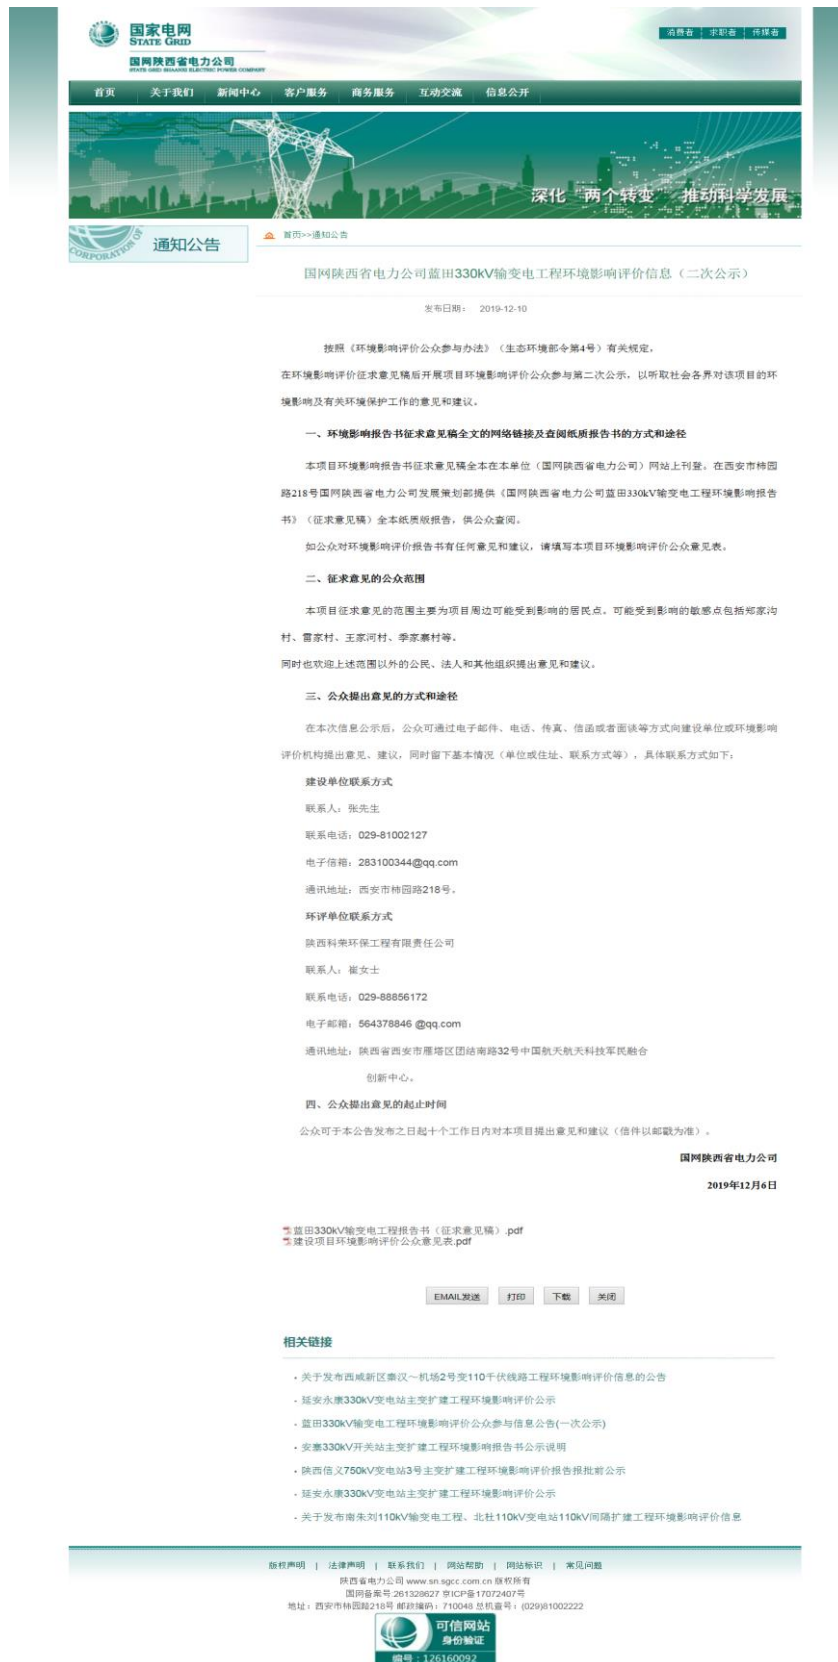 国家电网
STATE GRID
国网陕西省电力公司
STATE GRID SHAANXI ELECTRIC POWER COMPANY
消费者 求职者 传媒者
首页 关于我们 新闻中心 客户服务 商务服务 互动交流 信息公开
深化“两个转变” 推动科学发展
CORPORATION OF
通知公告
首页>>通知公告
国网陕西省电力公司蓝田330kV输变电工程环境影响评价信息（二次公示）
发布日期： 2019-12-10
按照《环境影响评价公众参与办法》（生态环境部令第4号）有关规定，
在环境影响评价征求意见稿后开展项目环境影响评价公众参与第二次公示，以听取社会各界对该项目的环
境影响及有关环境保护工作的意见和建议。
一、环境影响报告书征求意见稿全文的网络链接及查阅纸质报告书的方式和途径
本项目环境影响报告书征求意见稿全本在本单位（国网陕西省电力公司）网站上刊登。在西安市柿园
路218号国网陕西省电力公司发展策划部提供《国网陕西省电力公司蓝田330kV输变电工程环境影响报告
书》（征求意见稿）全本纸质版报告，供公众查阅。
如公众对环境影响评价报告书有任何意见和建议，请填写本项目环境影响评价公众意见表。
二、征求意见的公众范围
本项目征求意见的范围主要为项目周边可能受到影响的居民点。可能受到影响的敏感点包括郑家沟
村、雷家村、王家河村、季家寨村等。
同时也欢迎上述范围以外的公民、法人和其他组织提出意见和建议。
三、公众提出意见的方式和途径
在本次信息公示后，公众可通过电子邮件、电话、传真、信函或者面谈等方式向建设单位或环境影响
评价机构提出意见、建议，同时留下基本情况（单位或住址、联系方式等），具体联系方式如下：
建设单位联系方式
联系人：张先生
联系电话：029-81002127
电子信箱：283100344@qq.com
通讯地址：西安市柿园路218号。
环评单位联系方式
陕西科荣环保工程有限责任公司
联系人：崔女士
联系电话：029-88856172
电子邮箱：564378846 @qq.com
通讯地址：陕西省西安市雁塔区团结南路32号中国航天航天科技军民融合
创新中心。
四、公众提出意见的起止时间
公众可于本公告发布之日起十个工作日内对本项目提出意见和建议（信件以邮戳为准）。
国网陕西省电力公司
2019年12月6日
蓝田330kV输变电工程报告书（征求意见稿）.pdf
建设项目环境影响评价公众意见表.pdf
EMAIL发送 打印 下载 关闭
相关链接
· 关于发布西咸新区秦汉～机场2号变110千伏线路工程环境影响评价信息的公告
· 延安永康330kV变电站主变扩建工程环境影响评价公示
· 蓝田330kV输变电工程环境影响评价公众参与信息公告(一次公示)
· 安塞330kV开关站主变扩建工程环境影响报告书公示说明
· 陕西信义750kV变电站3号主变扩建工程环境影响评价报告报批前公示
· 延安永康330kV变电站主变扩建工程环境影响评价公示
· 关于发布南朱刘110kV输变电工程、北杜110kV变电站110kV间隔扩建工程环境影响评价信息
版权声明 | 法律声明 | 联系我们 | 网站帮助 | 网站标识 | 常见问题
陕西省电力公司 www.sn.sgcc.com.cn 版权所有
国网备案号:261328627 京ICP备17072407号
地址：西安市柿园路218号 邮政编码：710048 总机查号：(029)81002222
可信网站
身份验证
编号：126160092